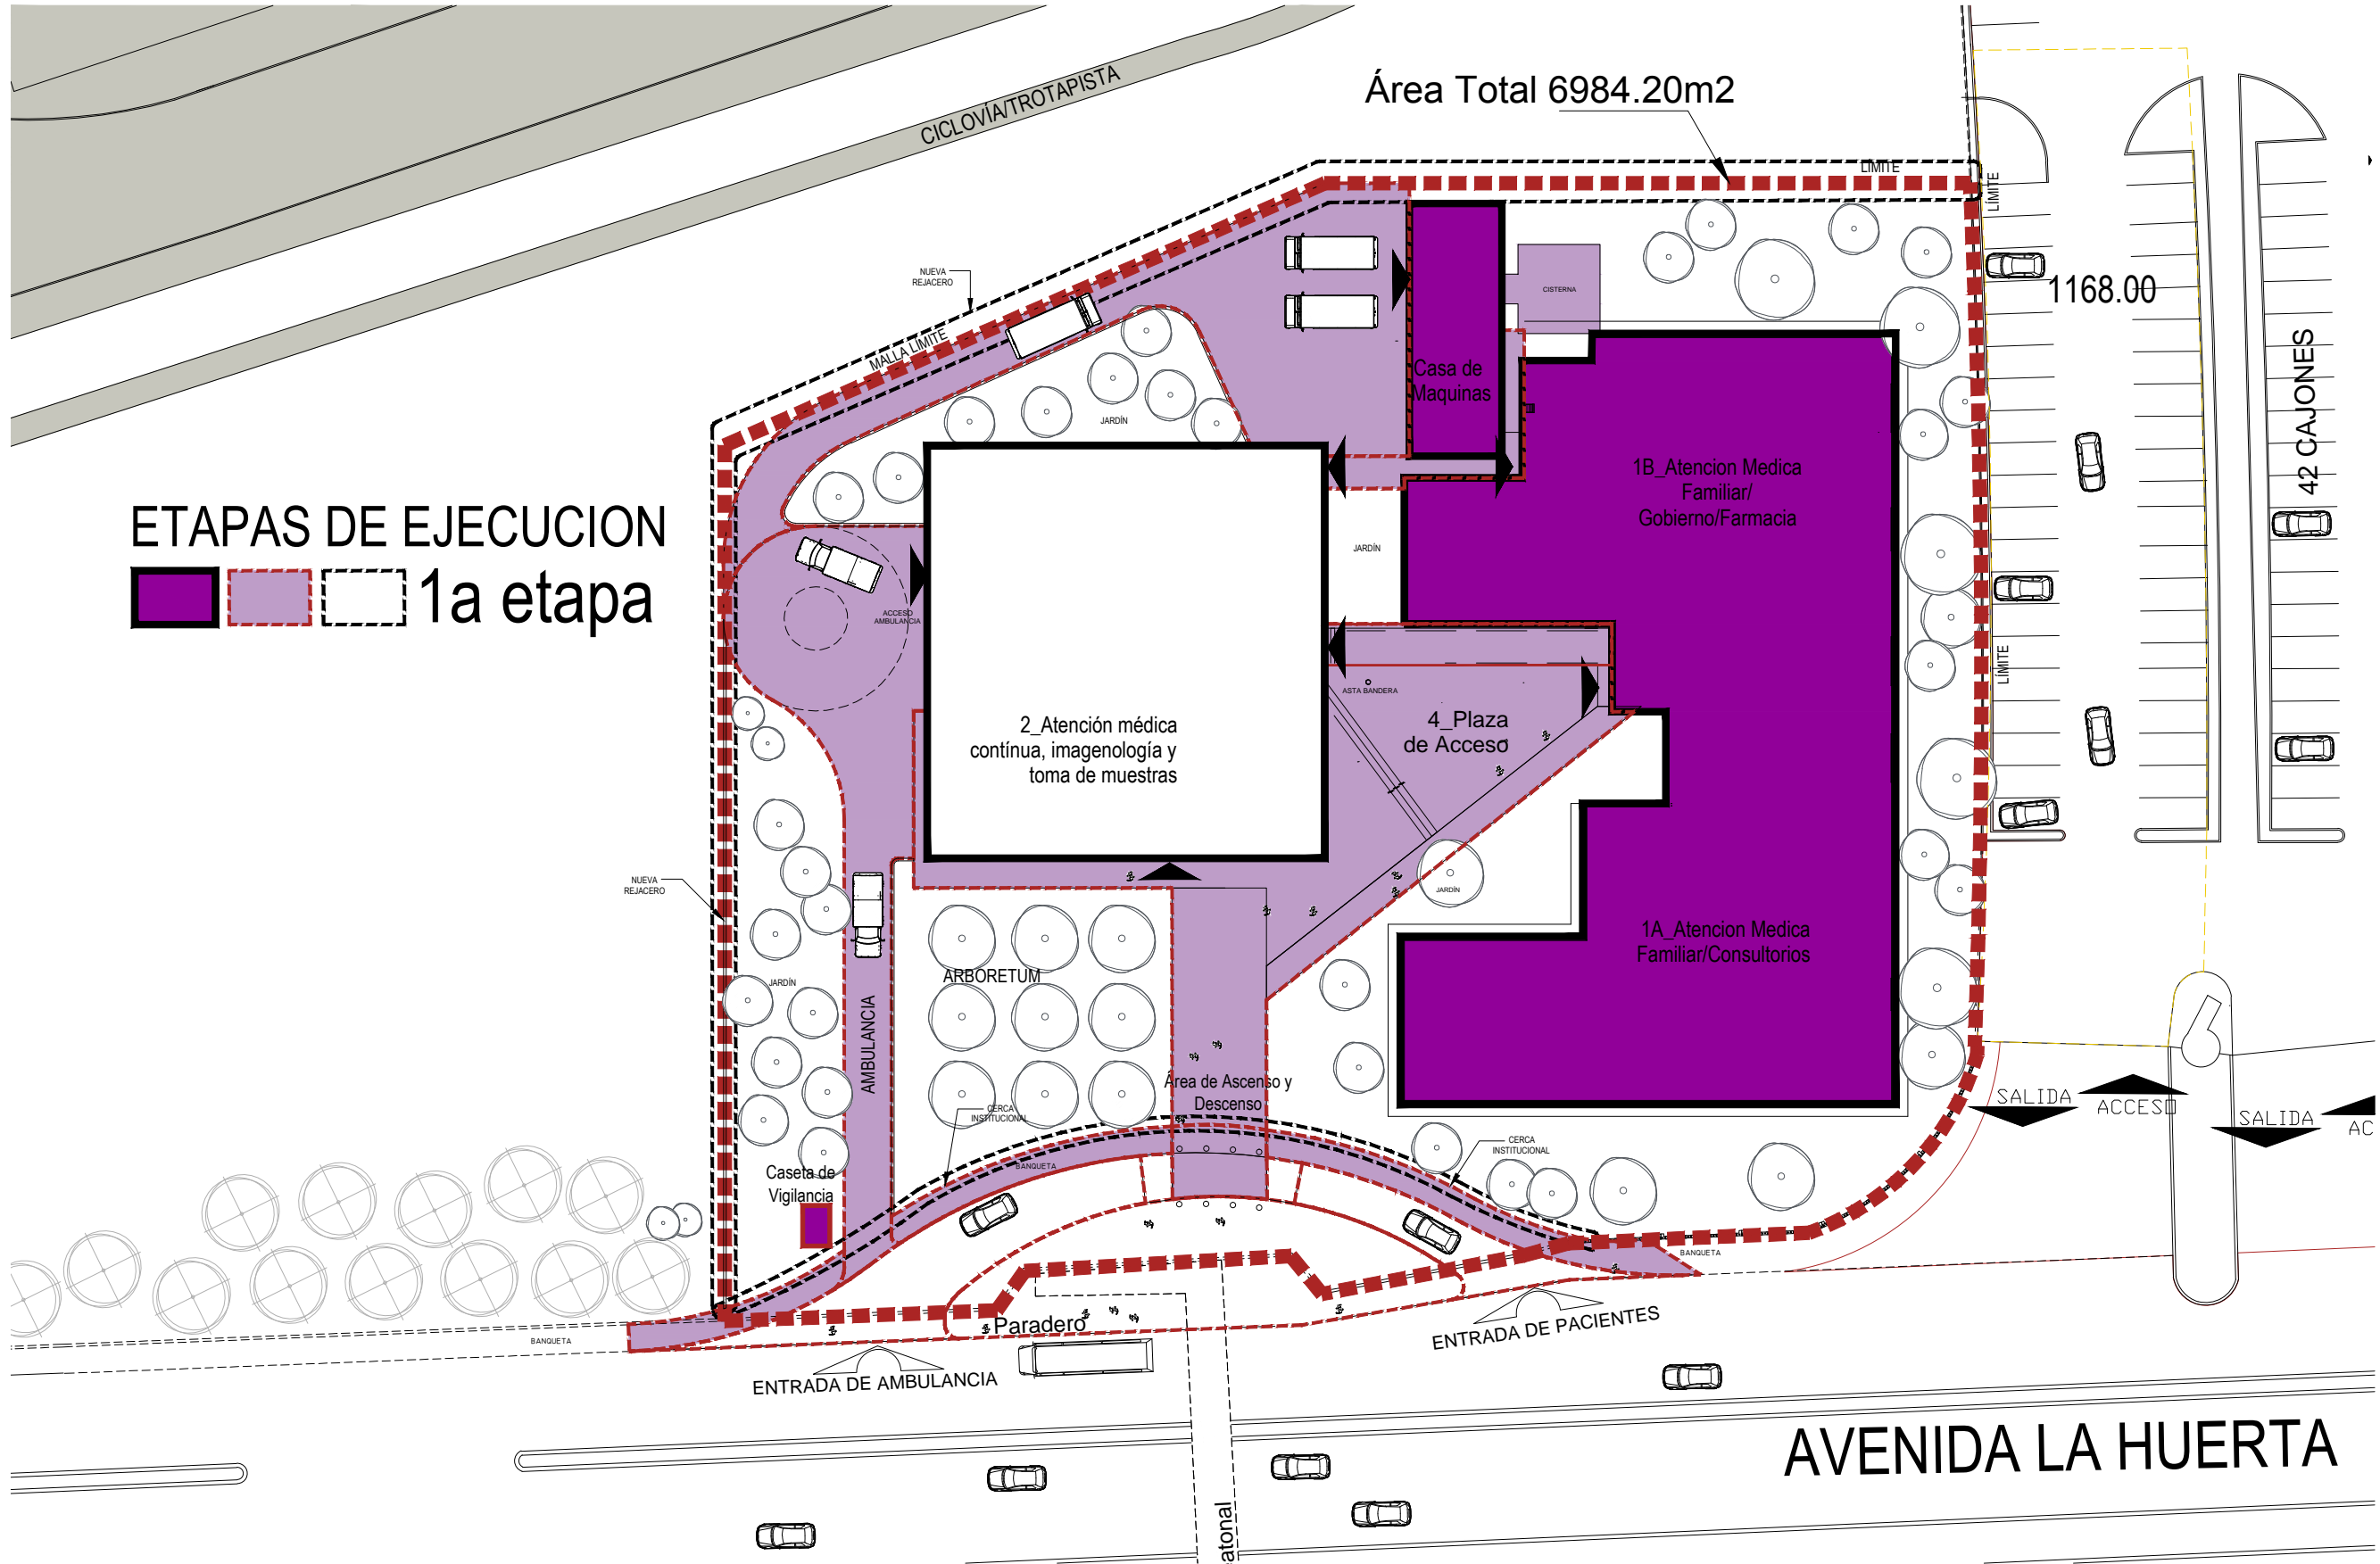 Área Total 6984.20m2
CICLOVÍA/TROTAPISTA
LÍMITE
LÍMITE
NUEVA
REJACERO
CISTERNA
1168.00
MALLA LIMITE
42 CAJONES
Casa de
Maquinas
JARDÍN
1B_Atencion Medica
Familiar/
Gobierno/Farmacia
ETAPAS DE EJECUCION
1a etapa
JARDÍN
ACCESO
AMBULANCIA
LÍMITE
ASTA BANDERA
2_Atención médica
contínua, imagenología y
toma de muestras
4_Plaza
de Acceso
NUEVA
REJACERO
JARDÍN
1A_Atencion Medica
Familiar/Consultorios
ARBORETUM
JARDÍN
AMBULANCIA
Área de Ascenso y
Descenso
CERCA
INSTITUCIONAL
SALIDA
ACCESO
SALIDA
AC
CERCA
INSTITUCIONAL
BANQUETA
Caseta de
Vigilancia
BANQUETA
BANQUETA
Paradero
ENTRADA DE PACIENTES
ENTRADA DE AMBULANCIA
AVENIDA LA HUERTA
atonal